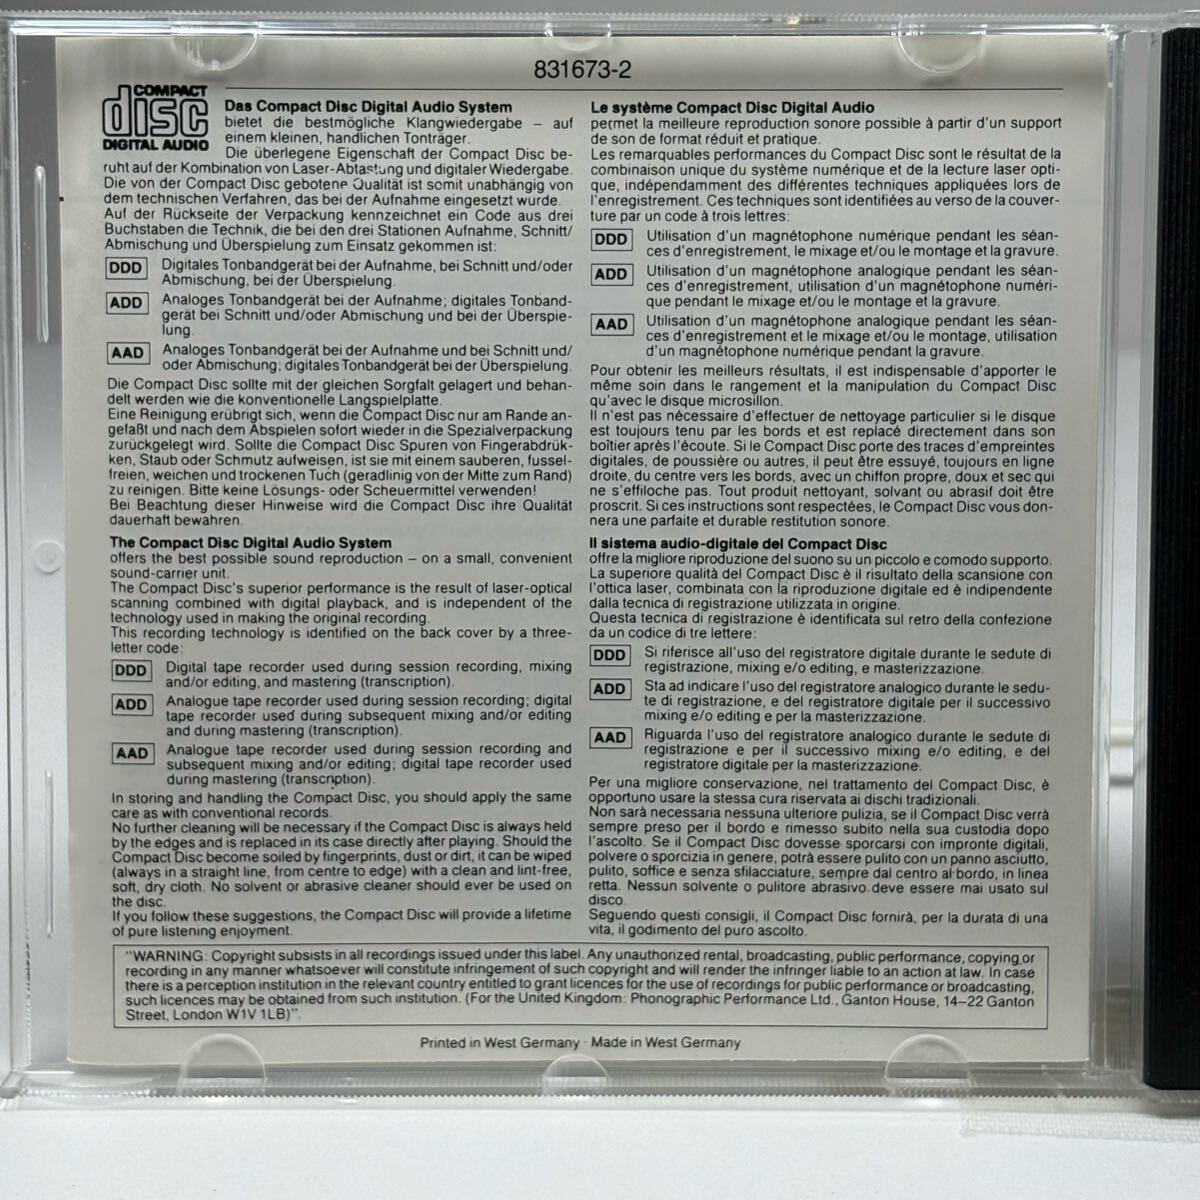 831673-2
COMPACT
disc
DIGITAL AUDIO
Das Compact Disc Digital Audio System
bietet die bestmögliche Klangwiedergabe – auf
einem kleinen, handlichen Tonträger.
Die überlegene Eigenschaft der Compact Disc be-
ruht auf der Kombination von Laser-Abtastung und digitaler Wiedergabe.
Die von der Compact Disc gebotene Qualität ist somit unabhängig von
dem technischen Verfahren, das bei der Aufnahme eingesetzt wurde.
Auf der Rückseite der Verpackung kennzeichnet ein Code aus drei
Buchstaben die Technik, die bei den drei Stationen Aufnahme, Schnitt/
Abmischung und Überspielung zum Einsatz gekommen ist:
DDD Digitales Tonbandgerät bei der Aufnahme, bei Schnitt und/oder
Abmischung, bei der Überspielung.
ADD Analoges Tonbandgerät bei der Aufnahme; digitales Tonband-
gerät bei Schnitt und/oder Abmischung und bei der Überspie-
lung.
AAD Analoges Tonbandgerät bei der Aufnahme und bei Schnitt und/
oder Abmischung; digitales Tonbandgerät bei der Überspielung.
Die Compact Disc sollte mit der gleichen Sorgfalt gelagert und behan-
delt werden wie die konventionelle Langspielplatte.
Eine Reinigung erübrigt sich, wenn die Compact Disc nur am Rande an-
gefaßt und nach dem Abspielen sofort wieder in die Spezialverpackung
zurückgelegt wird. Sollte die Compact Disc Spuren von Fingerabdrük-
ken, Staub oder Schmutz aufweisen, ist sie mit einem sauberen, fussel-
freien, weichen und trockenen Tuch (geradlinig von der Mitte zum Rand)
zu reinigen. Bitte keine Lösungs- oder Scheuermittel verwenden!
Bei Beachtung dieser Hinweise wird die Compact Disc ihre Qualität
dauerhaft bewahren.
The Compact Disc Digital Audio System
offers the best possible sound reproduction – on a small, convenient
sound-carrier unit.
The Compact Disc's superior performance is the result of laser-optical
scanning combined with digital playback, and is independent of the
technology used in making the original recording.
This recording technology is identified on the back cover by a three-
letter code:
DDD Digital tape recorder used during session recording, mixing
and/or editing, and mastering (transcription).
ADD Analogue tape recorder used during session recording; digital
tape recorder used during subsequent mixing and/or editing
and during mastering (transcription).
AAD Analogue tape recorder used during session recording and
subsequent mixing and/or editing; digital tape recorder used
during mastering (transcription).
In storing and handling the Compact Disc, you should apply the same
care as with conventional records.
No further cleaning will be necessary if the Compact Disc is always held
by the edges and is replaced in its case directly after playing. Should the
Compact Disc become soiled by fingerprints, dust or dirt, it can be wiped
(always in a straight line, from centre to edge) with a clean and lint-free,
soft, dry cloth. No solvent or abrasive cleaner should ever be used on
the disc.
If you follow these suggestions, the Compact Disc will provide a lifetime
of pure listening enjoyment.
Le système Compact Disc Digital Audio
permet la meilleure reproduction sonore possible à partir d'un support
de son de format réduit et pratique.
Les remarquables performances du Compact Disc sont le résultat de la
combinaison unique du système numérique et de la lecture laser opti-
que, indépendamment des différentes techniques appliquées lors de
l'enregistrement. Ces techniques sont identifiées au verso de la couver-
ture par un code à trois lettres:
DDD Utilisation d'un magnétophone numérique pendant les séan-
ces d'enregistrement, le mixage et/ou le montage et la gravure.
ADD Utilisation d'un magnétophone analogique pendant les séan-
ces d'enregistrement, utilisation d'un magnétophone numéri-
que pendant le mixage et/ou le montage et la gravure.
AAD Utilisation d'un magnétophone analogique pendant les séan-
ces d'enregistrement et le mixage et/ou le montage, utilisation
d'un magnétophone numérique pendant la gravure.
Pour obtenir les meilleurs résultats, il est indispensable d'apporter le
même soin dans le rangement et la manipulation du Compact Disc
qu'avec le disque microsillon.
Il n'est pas nécessaire d'effectuer de nettoyage particulier si le disque
est toujours tenu par les bords et est replacé directement dans son
boîtier après l'écoute. Si le Compact Disc porte des traces d'empreintes
digitales, de poussière ou autres, il peut être essuyé, toujours en ligne
droite, du centre vers les bords, avec un chiffon propre, doux et sec qui
ne s'effiloche pas. Tout produit nettoyant, solvant ou abrasif doit être
proscrit. Si ces instructions sont respectées, le Compact Disc vous don-
nera une parfaite et durable restitution sonore.
Il sistema audio-digitale del Compact Disc
offre la migliore riproduzione del suono su un piccolo e comodo supporto.
La superiore qualità del Compact Disc è il risultato della scansione con
l'ottica laser, combinata con la riproduzione digitale ed è indipendente
dalla tecnica di registrazione utilizzata in origine.
Questa tecnica di registrazione è identificata sul retro della confezione
da un codice di tre lettere:
DDD Si riferisce all'uso del registratore digitale durante le sedute di
registrazione, mixing e/o editing, e masterizzazione.
ADD Sta ad indicare l'uso del registratore analogico durante le sedu-
te di registrazione, e del registratore digitale per il successivo
mixing e/o editing e per la masterizzazione.
AAD Riguarda l'uso del registratore analogico durante le sedute di
registrazione e per il successivo mixing e/o editing, e del
registratore digitale per la masterizzazione.
Per una migliore conservazione, nel trattamento del Compact Disc, è
opportuno usare la stessa cura riservata ai dischi tradizionali.
Non sarà necessaria nessuna ulteriore pulizia, se il Compact Disc verrà
sempre preso per il bordo e rimesso subito nella sua custodia dopo
l'ascolto. Se il Compact Disc dovesse sporcarsi con impronte digitali,
polvere o sporcizia in genere, potrà essere pulito con un panno asciutto,
pulito, soffice e senza sfilacciature, sempre dal centro al bordo, in linea
retta. Nessun solvente o pulitore abrasivo deve essere mai usato sul
disco.
Seguendo questi consigli, il Compact Disc fornirà, per la durata di una
vita, il godimento del puro ascolto.
"WARNING: Copyright subsists in all recordings issued under this label. Any unauthorized rental, broadcasting, public performance, copying or
recording in any manner whatsoever will constitute infringement of such copyright and will render the infringer liable to an action at law. In case
there is a perception institution in the relevant country entitled to grant licences for the use of recordings for public performance or broadcasting,
such licences may be obtained from such institution. (For the United Kingdom: Phonographic Performance Ltd., Ganton House, 14–22 Ganton
Street, London W1V 1LB)".
Printed in West Germany · Made in West Germany